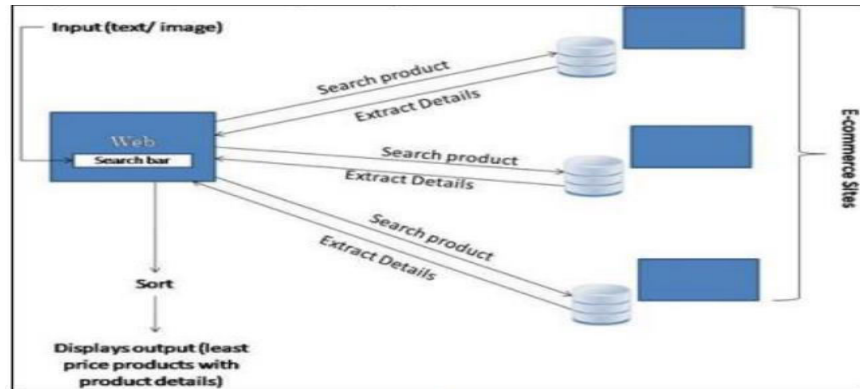 Input (text/ image)
Search product
Extract Details
Web
Search bar
Search product
Extract Details
Search product
Extract Details
E-commerce Sites
Sort
Displays output (least
price products with
product details)